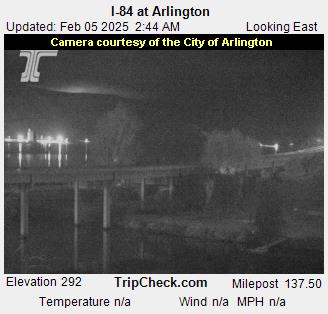 I-84 at Arlington
Updated: Feb 05 2025 2:44 AM Looking East
Camera courtesy of the City of Arlington
Elevation 292 TripCheck.com Milepost 137.50
Temperature n/a Wind n/a MPH n/a